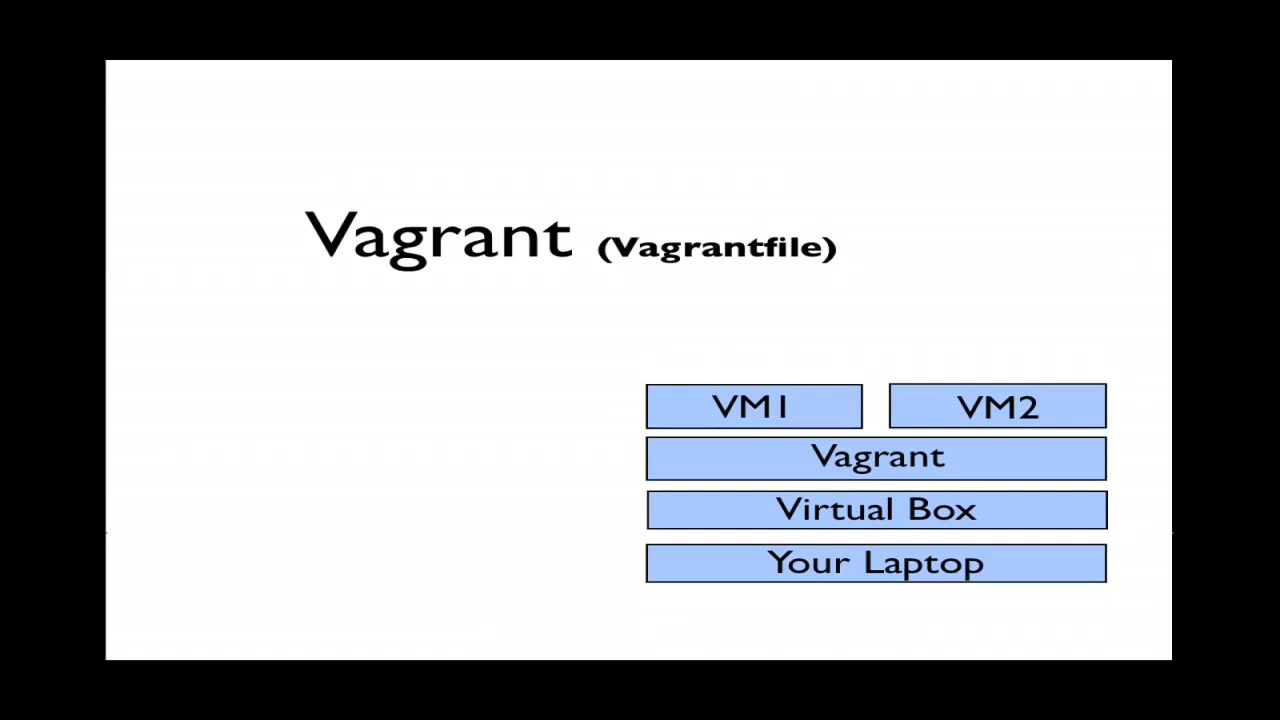 Vagrant (Vagrantfile)
VM1 VM2
Vagrant
Virtual Box
Your Laptop